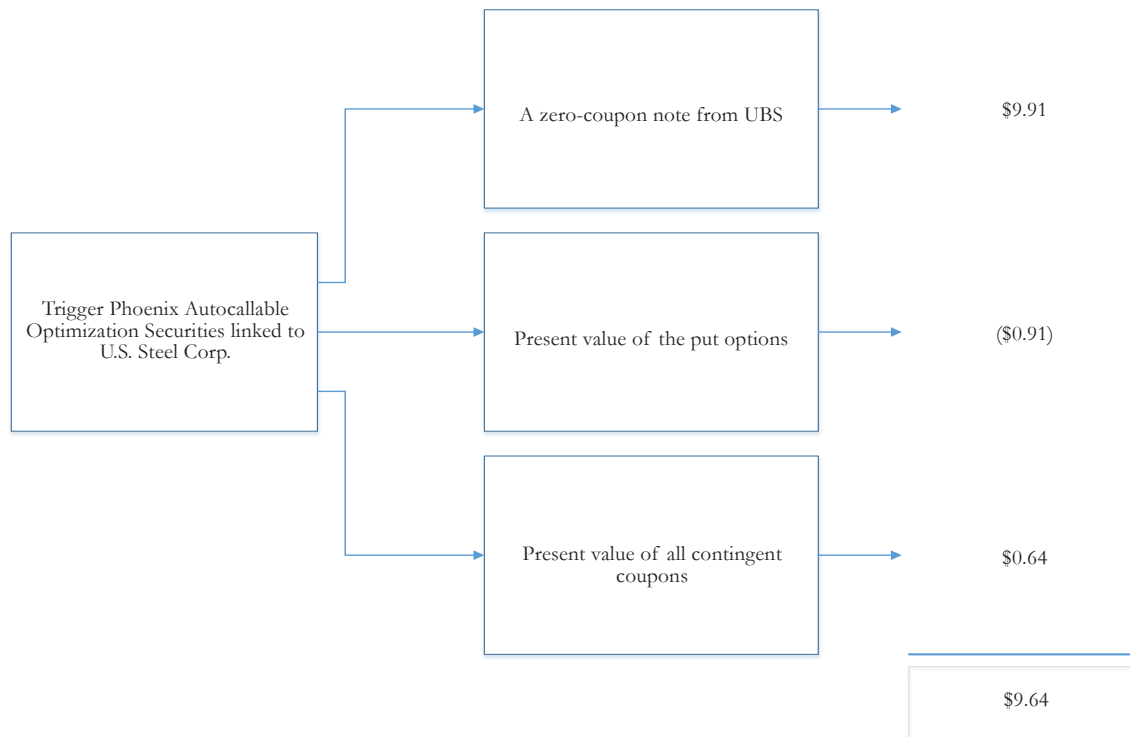 A zero-coupon note from UBS
$9.91
Trigger Phoenix Autocallable
Optimization Securities linked to
U.S. Steel Corp.
Present value of the put options
($0.91)
Present value of all contingent
coupons
$0.64
$9.64